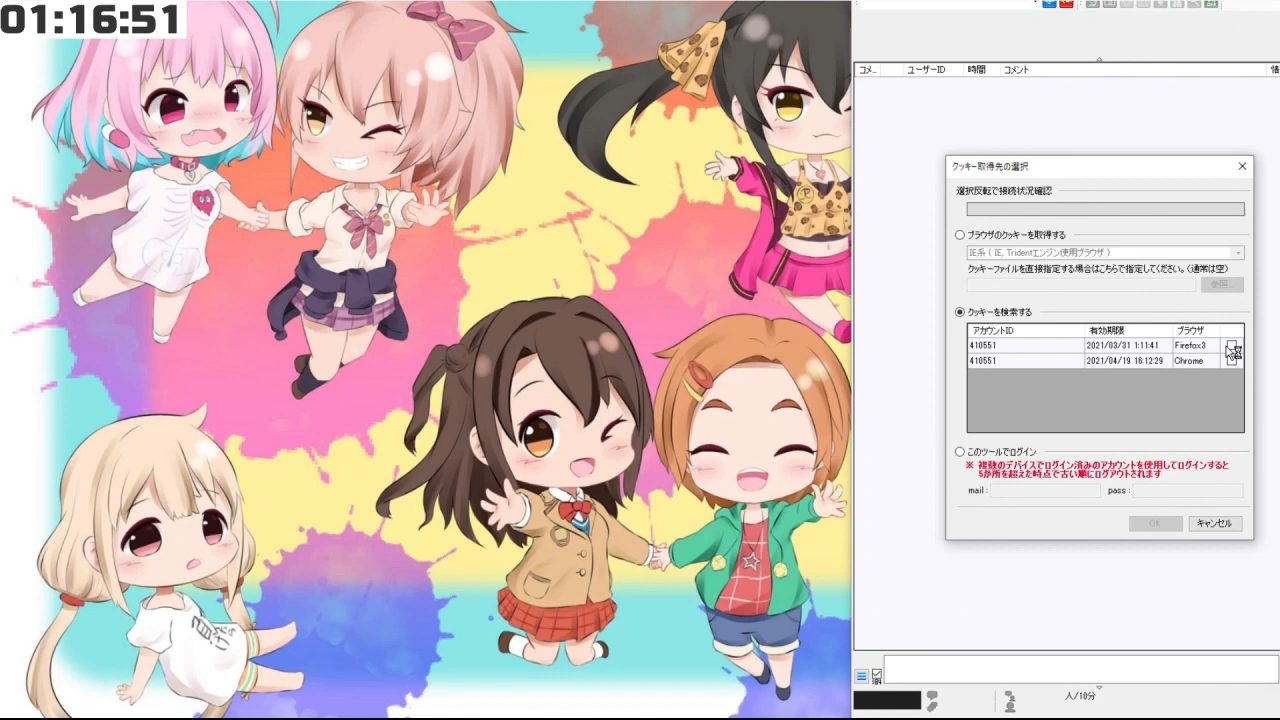 01:16:51
コメ... ユーザーID 時間 コメント 情
クッキー取得先の選択
選択反転で接続状況確認
ブラウザのクッキーを取得する
IE系 ( IE, Tridentエンジン使用ブラウザ )
クッキーファイルを直接指定する場合はこちらで指定してください。(通常は空)
参照...
クッキーを検索する
アカウントID 有効期限 ブラウザ
410551 2021/03/31 1:11:41 Firefox3
410551 2021/04/19 16:12:29 Chrome
このツールでログイン
※ 複数のデバイスでログイン済みのアカウントを使用してログインすると
5か所を超えた時点で古い順にログアウトされます
mail: pass:
OK キャンセル
184
人/10分